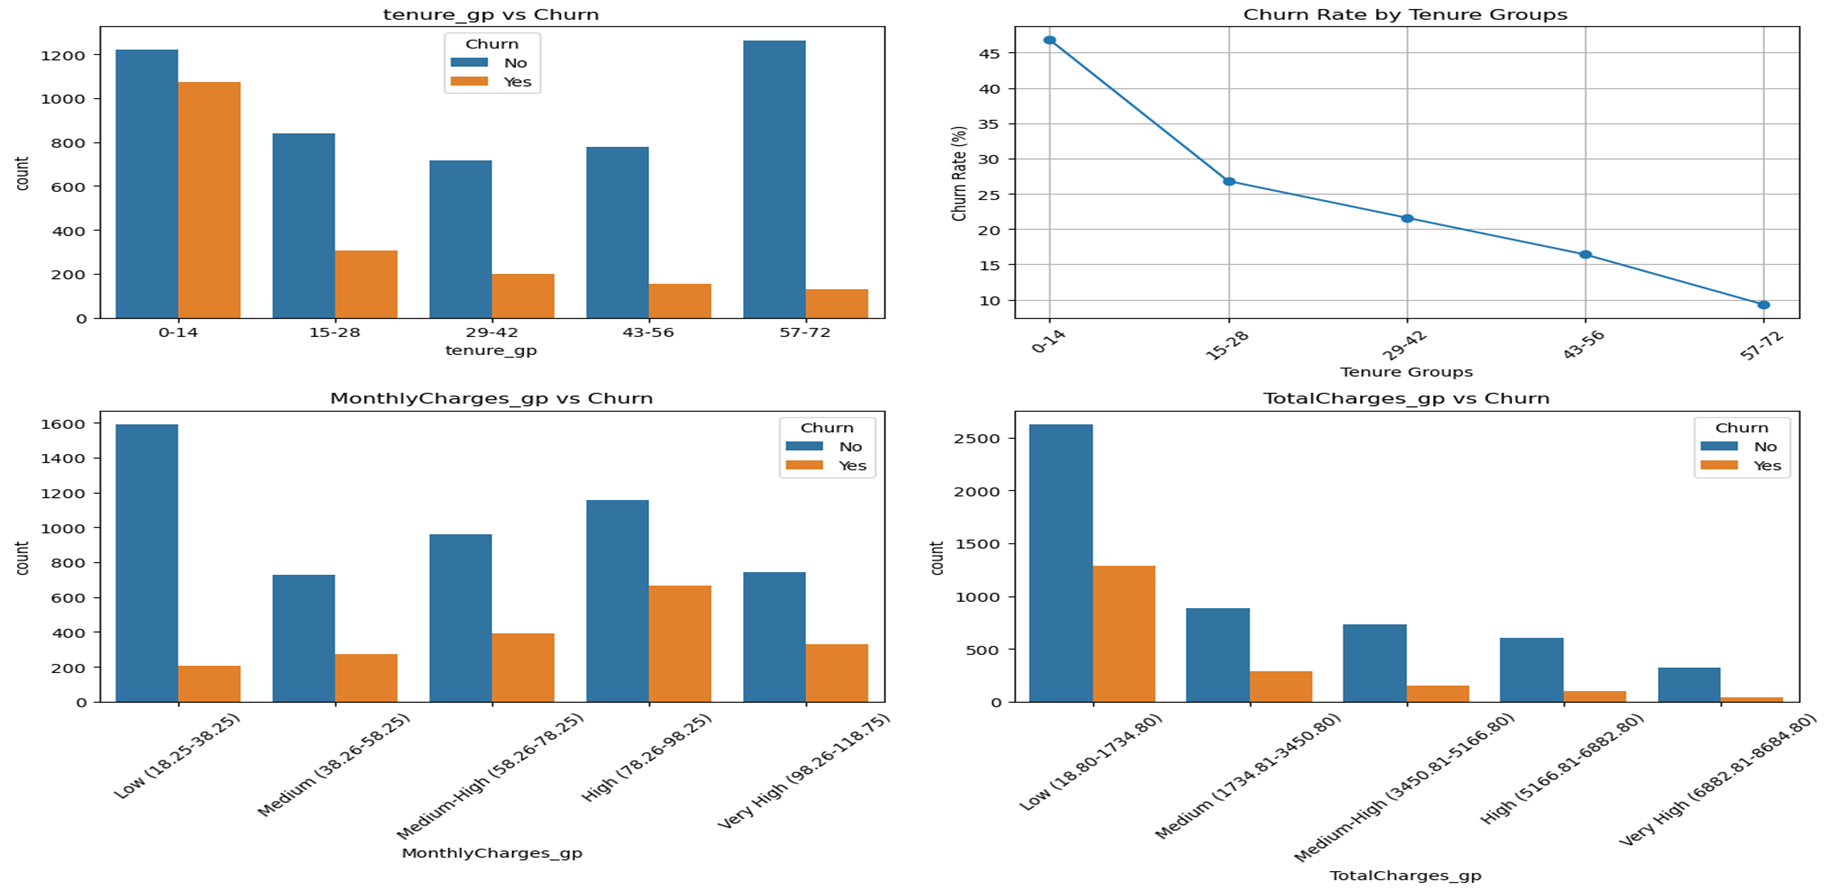 tenure_gp vs Churn
count
1200
1000
800
600
400
200
0
Churn
No
Yes
0-14
15-28
29-42
43-56
57-72
tenure_gp
Churn Rate by Tenure Groups
Churn Rate (%)
45
40
35
30
25
20
15
10
0-14
15-28
29-42
43-56
57-72
Tenure Groups
MonthlyCharges_gp vs Churn
count
1600
1400
1200
1000
800
600
400
200
0
Churn
No
Yes
Low (18.25-38.25)
Medium (38.26-58.25)
Medium-High (58.26-78.25)
High (78.26-98.25)
Very High (98.26-118.75)
MonthlyCharges_gp
TotalCharges_gp vs Churn
count
2500
2000
1500
1000
500
0
Churn
No
Yes
Low (18.80-1734.80)
Medium (1734.81-3450.80)
Medium-High (3450.81-5166.80)
High (5166.81-6882.80)
Very High (6882.81-8684.80)
TotalCharges_gp